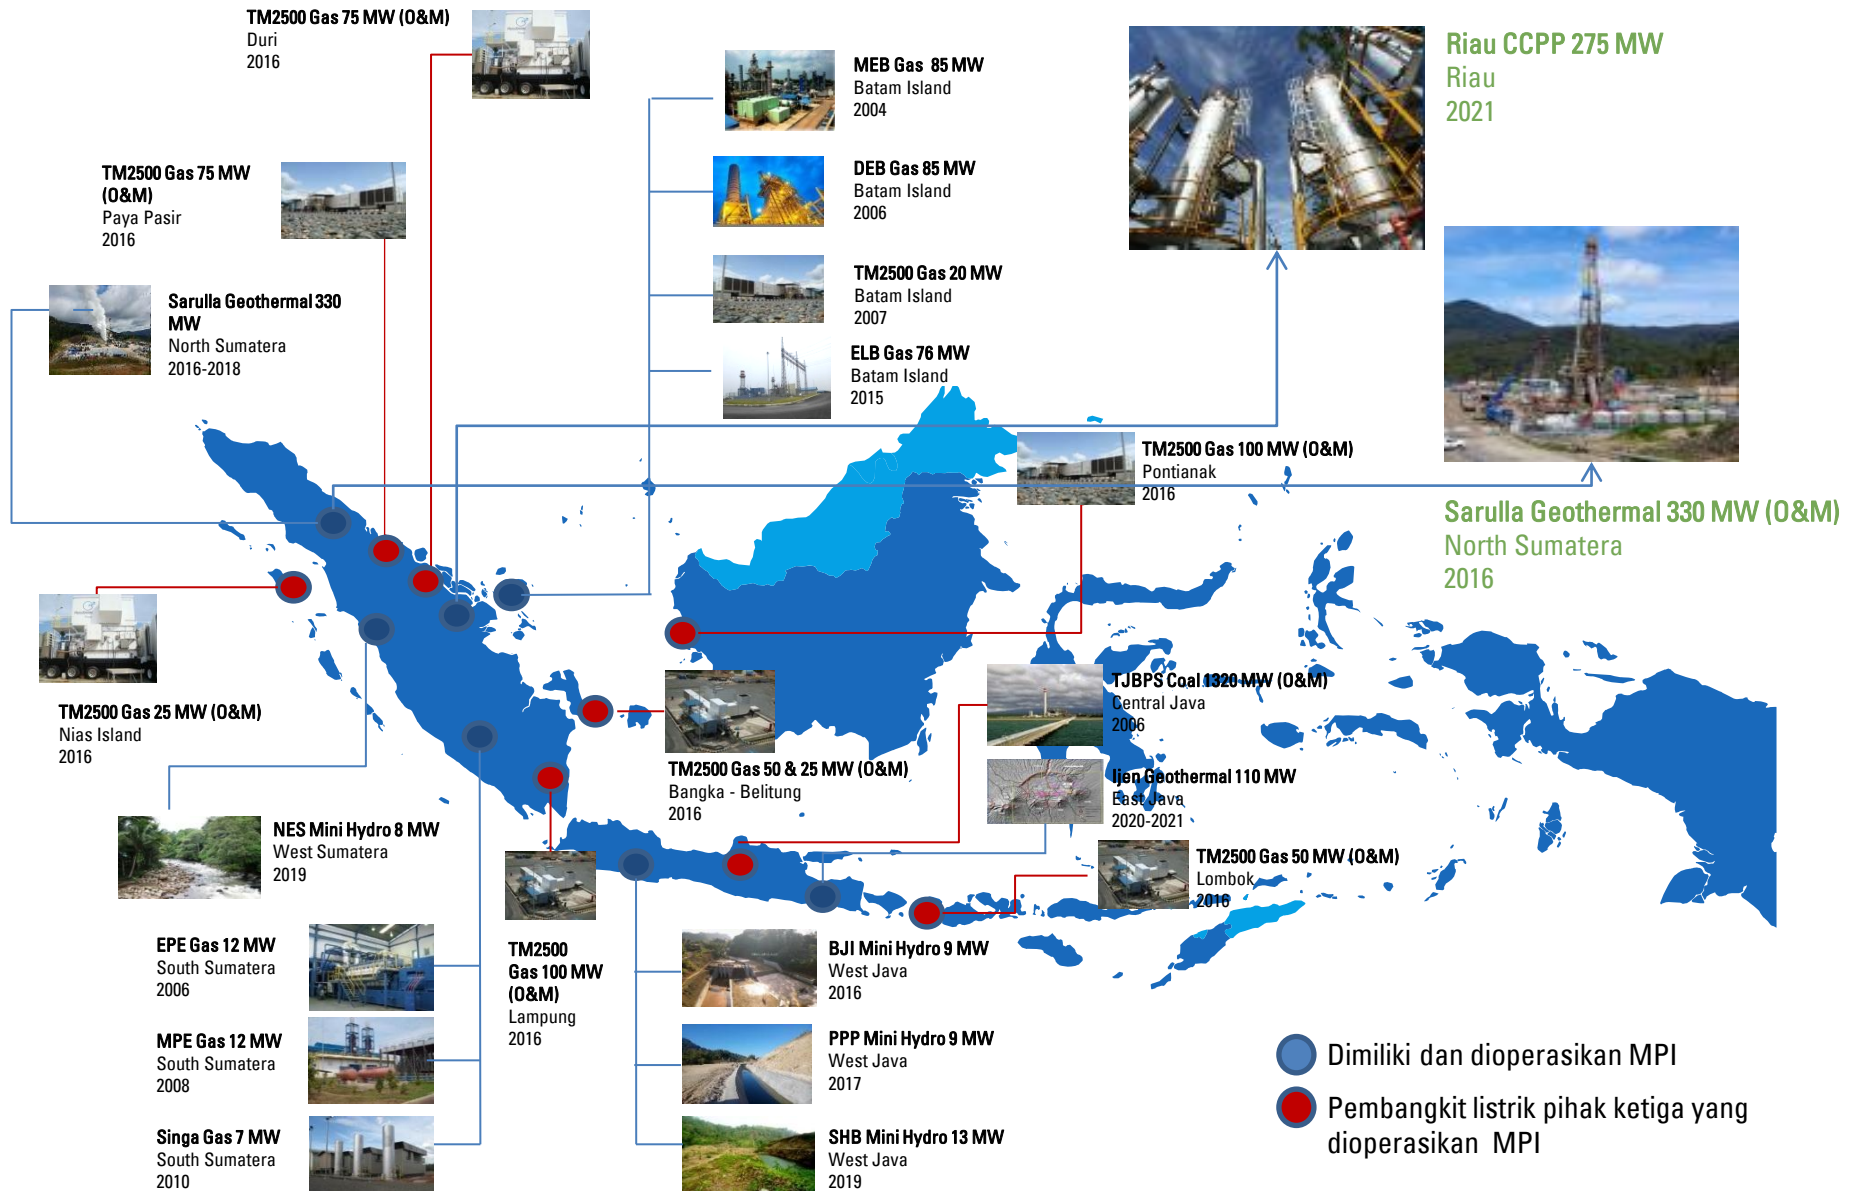 TM2500 Gas 75 MW (O&M)
Duri
2016
TM2500 Gas 75 MW
(O&M)
Paya Pasir
2016
Sarulla Geothermal 330
MW
North Sumatera
2016-2018
MEB Gas 85 MW
Batam Island
2004
DEB Gas 85 MW
Batam Island
2006
TM2500 Gas 20 MW
Batam Island
2007
ELB Gas 76 MW
Batam Island
2015
Riau CCPP 275 MW
Riau
2021
Sarulla Geothermal 330 MW (O&M)
North Sumatera
2016
TM2500 Gas 100 MW (O&M)
Pontianak
2016
TM2500 Gas 25 MW (O&M)
Nias Island
2016
TM2500 Gas 50 & 25 MW (O&M)
Bangka - Belitung
2016
TJBPS Coal 1320 MW (O&M)
Central Java
2006
Ijen Geothermal 110 MW
East Java
2020-2021
TM2500 Gas 50 MW (O&M)
Lombok
2016
NES Mini Hydro 8 MW
West Sumatera
2019
EPE Gas 12 MW
South Sumatera
2006
MPE Gas 12 MW
South Sumatera
2008
Singa Gas 7 MW
South Sumatera
2010
TM2500
Gas 100 MW
(O&M)
Lampung
2016
BJI Mini Hydro 9 MW
West Java
2016
PPP Mini Hydro 9 MW
West Java
2017
SHB Mini Hydro 13 MW
West Java
2019
Dimiliki dan dioperasikan MPI
Pembangkit listrik pihak ketiga yang
dioperasikan MPI